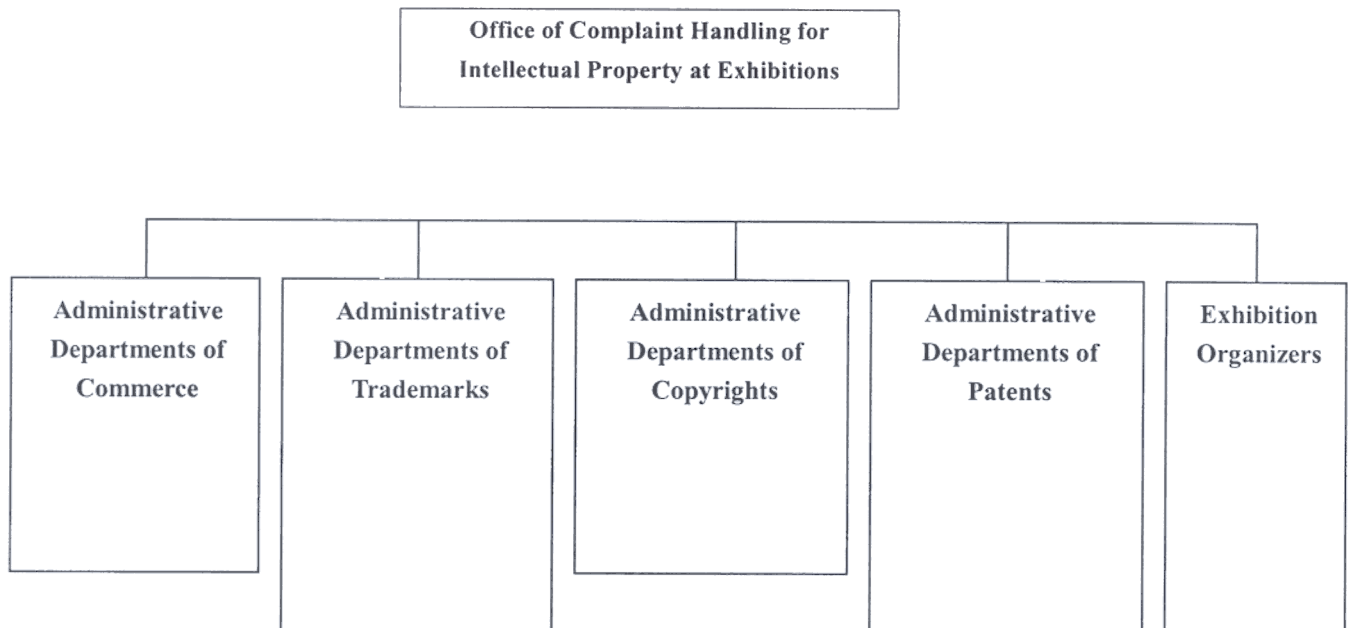 Office of Complaint Handling for
Intellectual Property at Exhibitions
Administrative
Departments of
Commerce
Administrative
Departments of
Trademarks
Administrative
Departments of
Copyrights
Administrative
Departments of
Patents
Exhibition
Organizers